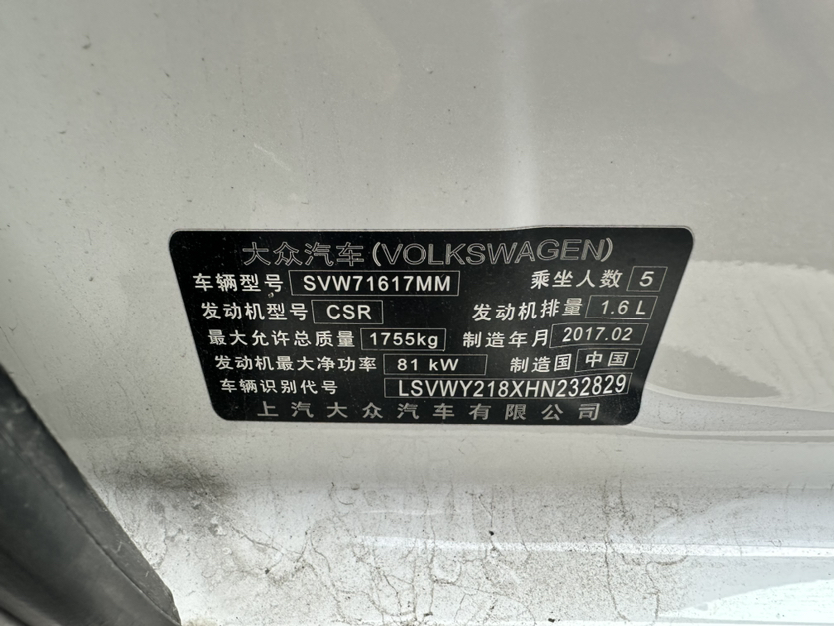 大众汽车(VOLKSWAGEN)
车辆型号 SVW71617MM 乘坐人数 5
发动机型号 CSR 发动机排量 1.6 L
最大允许总质量 1755kg 制造年月 2017.02
发动机最大净功率 81 kW 制造国 中国
车辆识别代号 LSVWY218XHN232829
上汽大众汽车有限公司